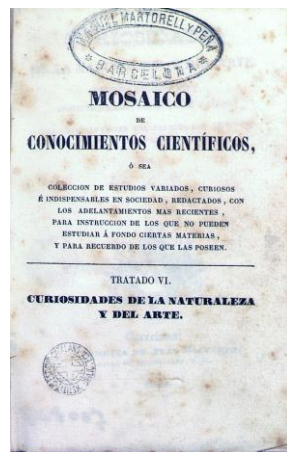 MANUEL MARTORELL Y PEÑA
BARCELONA
MOSAICO
DE
CONOCIMIENTOS CIENTÍFICOS,
Ó SEA
COLECCION DE ESTUDIOS VARIADOS, CURIOSOS
É INDISPENSABLES EN SOCIEDAD, REDACTADOS, CON
LOS ADELANTAMIENTOS MAS RECIENTES,
PARA INSTRUCCION DE LOS QUE NO PUEDEN
ESTUDIAR Á FONDO CIERTAS MATERIAS,
Y PARA RECUERDO DE LOS QUE LAS POSEEN.
TRATADO VI.
CURIOSIDADES DE LA NATURALEZA
Y DEL ARTE.